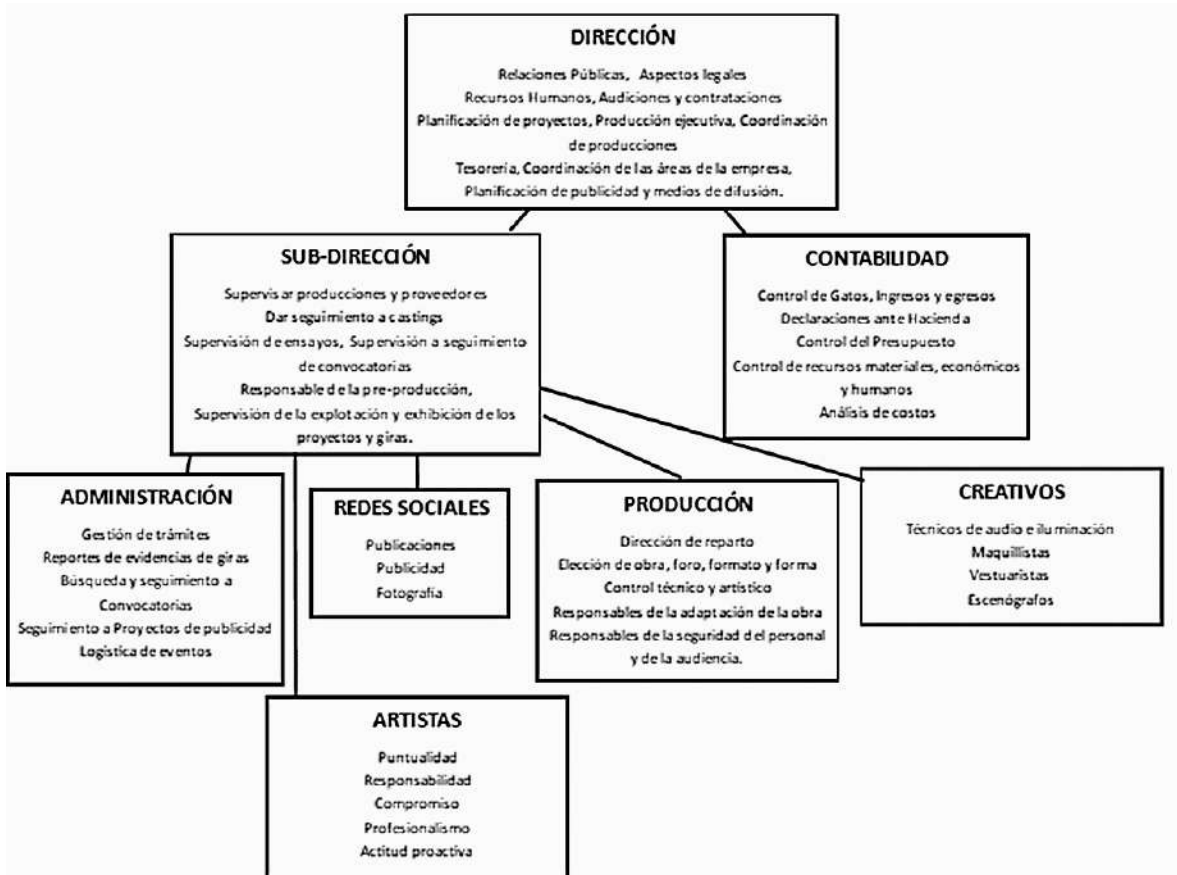 DIRECCIÓN
Relaciones Públicas, Aspectos legales
Recursos Humanos, Audiciones y contrataciones
Planificación de proyectos, Producción ejecutiva, Coordinación
de producciones
Tesorería, Coordinación de las áreas de la empresa,
Planificación de publicidad y medios de difusión.
SUB-DIRECCIÓN
Supervisar producciones y proveedores
Dar seguimiento a castings
Supervisión de ensayos, Supervisión a seguimiento
de convocatorias
Responsable de la pre-producción,
Supervisión de la explotación y exhibición de los
proyectos y giras.
CONTABILIDAD
Control de Gatos, Ingresos y egresos
Declaraciones ante Hacienda
Control del Presupuesto
Control de recursos materiales, económicos
y humanos
Análisis de costos
ADMINISTRACIÓN
Gestión de trámites
Reportes de evidencias de giras
Búsqueda y seguimiento a
Convocatorias
Seguimiento a Proyectos de publicidad
Logística de eventos
REDES SOCIALES
Publicaciones
Publicidad
Fotografía
PRODUCCIÓN
Dirección de reparto
Elección de obra, foro, formato y forma
Control técnico y artístico
Responsables de la adaptación de la obra
Responsables de la seguridad del personal
y de la audiencia.
CREATIVOS
Técnicos de audio e iluminación
Maquillistas
Vestuaristas
Escenógrafos
ARTISTAS
Puntualidad
Responsabilidad
Compromiso
Profesionalismo
Actitud proactiva